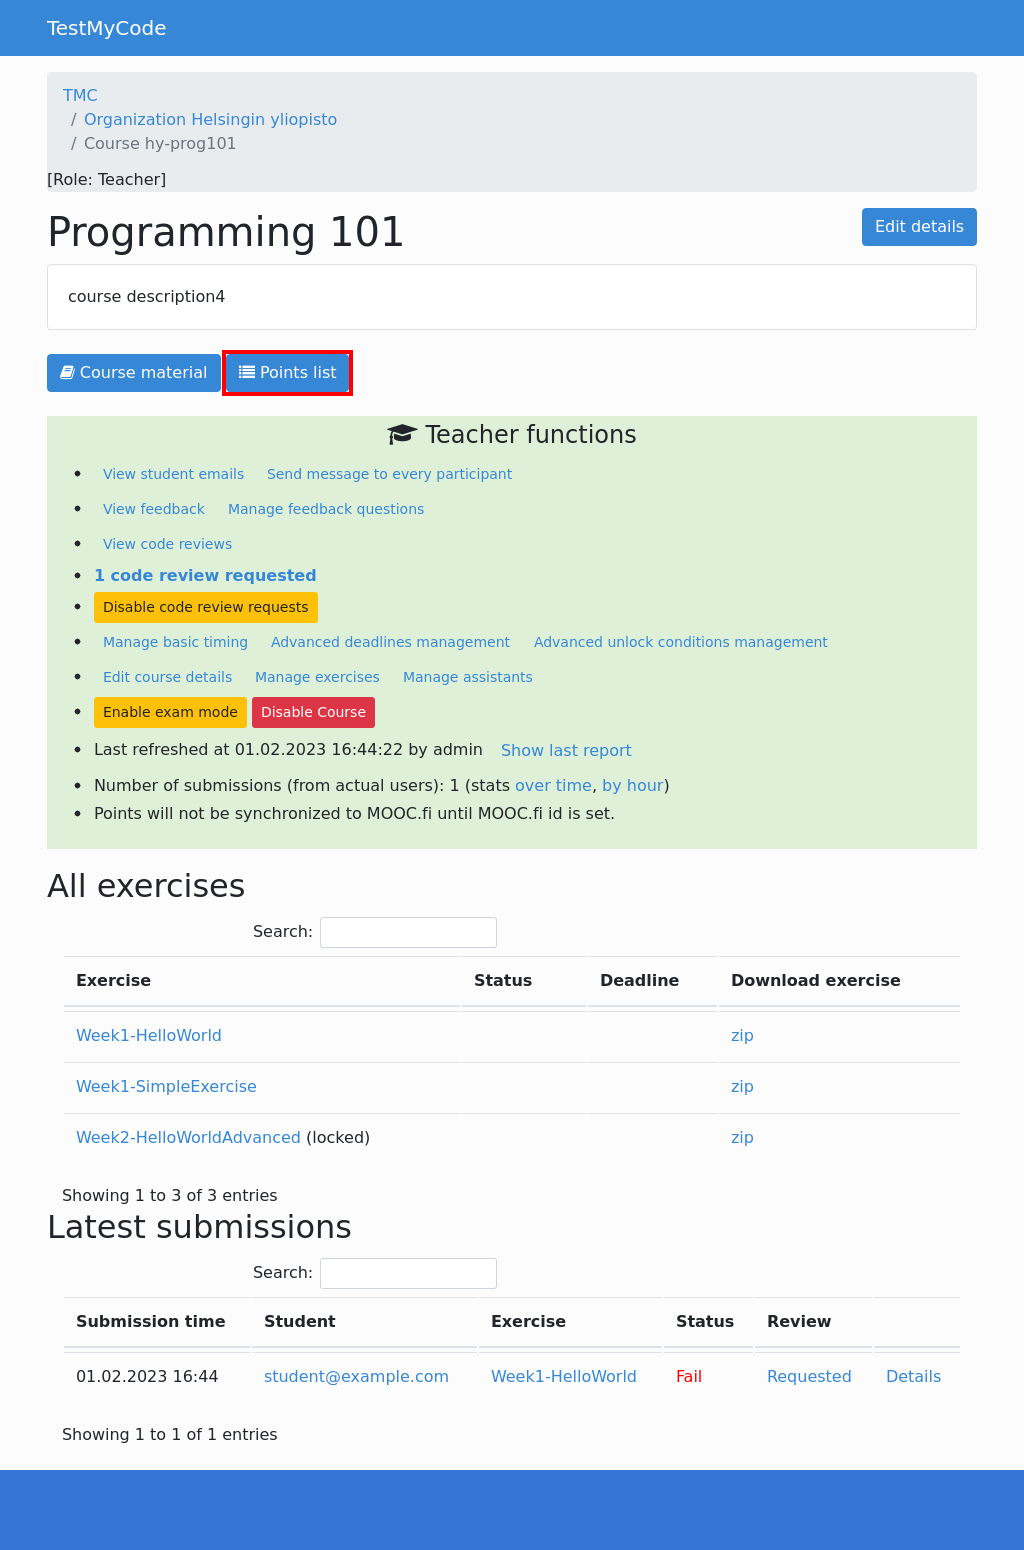 TestMyCode
TMC
/ Organization Helsingin yliopisto
/ Course hy-prog101
[Role: Teacher]
Programming 101
Edit details
course description4
Course material Points list
Teacher functions
View student emails Send message to every participant
View feedback Manage feedback questions
View code reviews
1 code review requested
Disable code review requests
Manage basic timing Advanced deadlines management Advanced unlock conditions management
Edit course details Manage exercises Manage assistants
Enable exam mode Disable Course
Last refreshed at 01.02.2023 16:44:22 by admin Show last report
Number of submissions (from actual users): 1 (stats over time, by hour)
Points will not be synchronized to MOOC.fi until MOOC.fi id is set.
All exercises
Search:
Exercise Status Deadline Download exercise
Week1-HelloWorld zip
Week1-SimpleExercise zip
Week2-HelloWorldAdvanced (locked) zip
Showing 1 to 3 of 3 entries
Latest submissions
Search:
Submission time Student Exercise Status Review
01.02.2023 16:44 student@example.com Week1-HelloWorld Fail Requested Details
Showing 1 to 1 of 1 entries